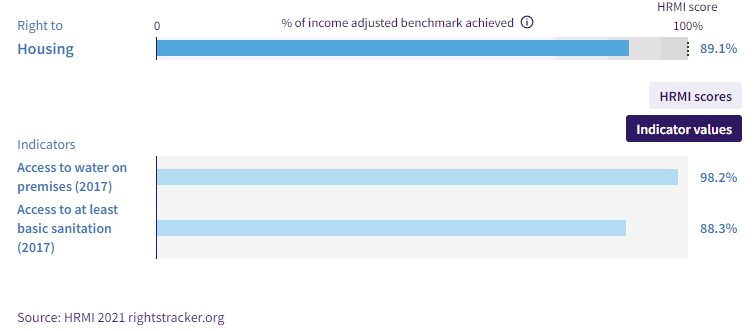 HRMI score
Right to
0
% of income adjusted benchmark achieved
100%
Housing
89.1%
HRMI scores
Indicator values
Indicators
Access to water on
premises (2017)
98.2%
Access to at least
basic sanitation
(2017)
88.3%
Source: HRMI 2021 rightstracker.org